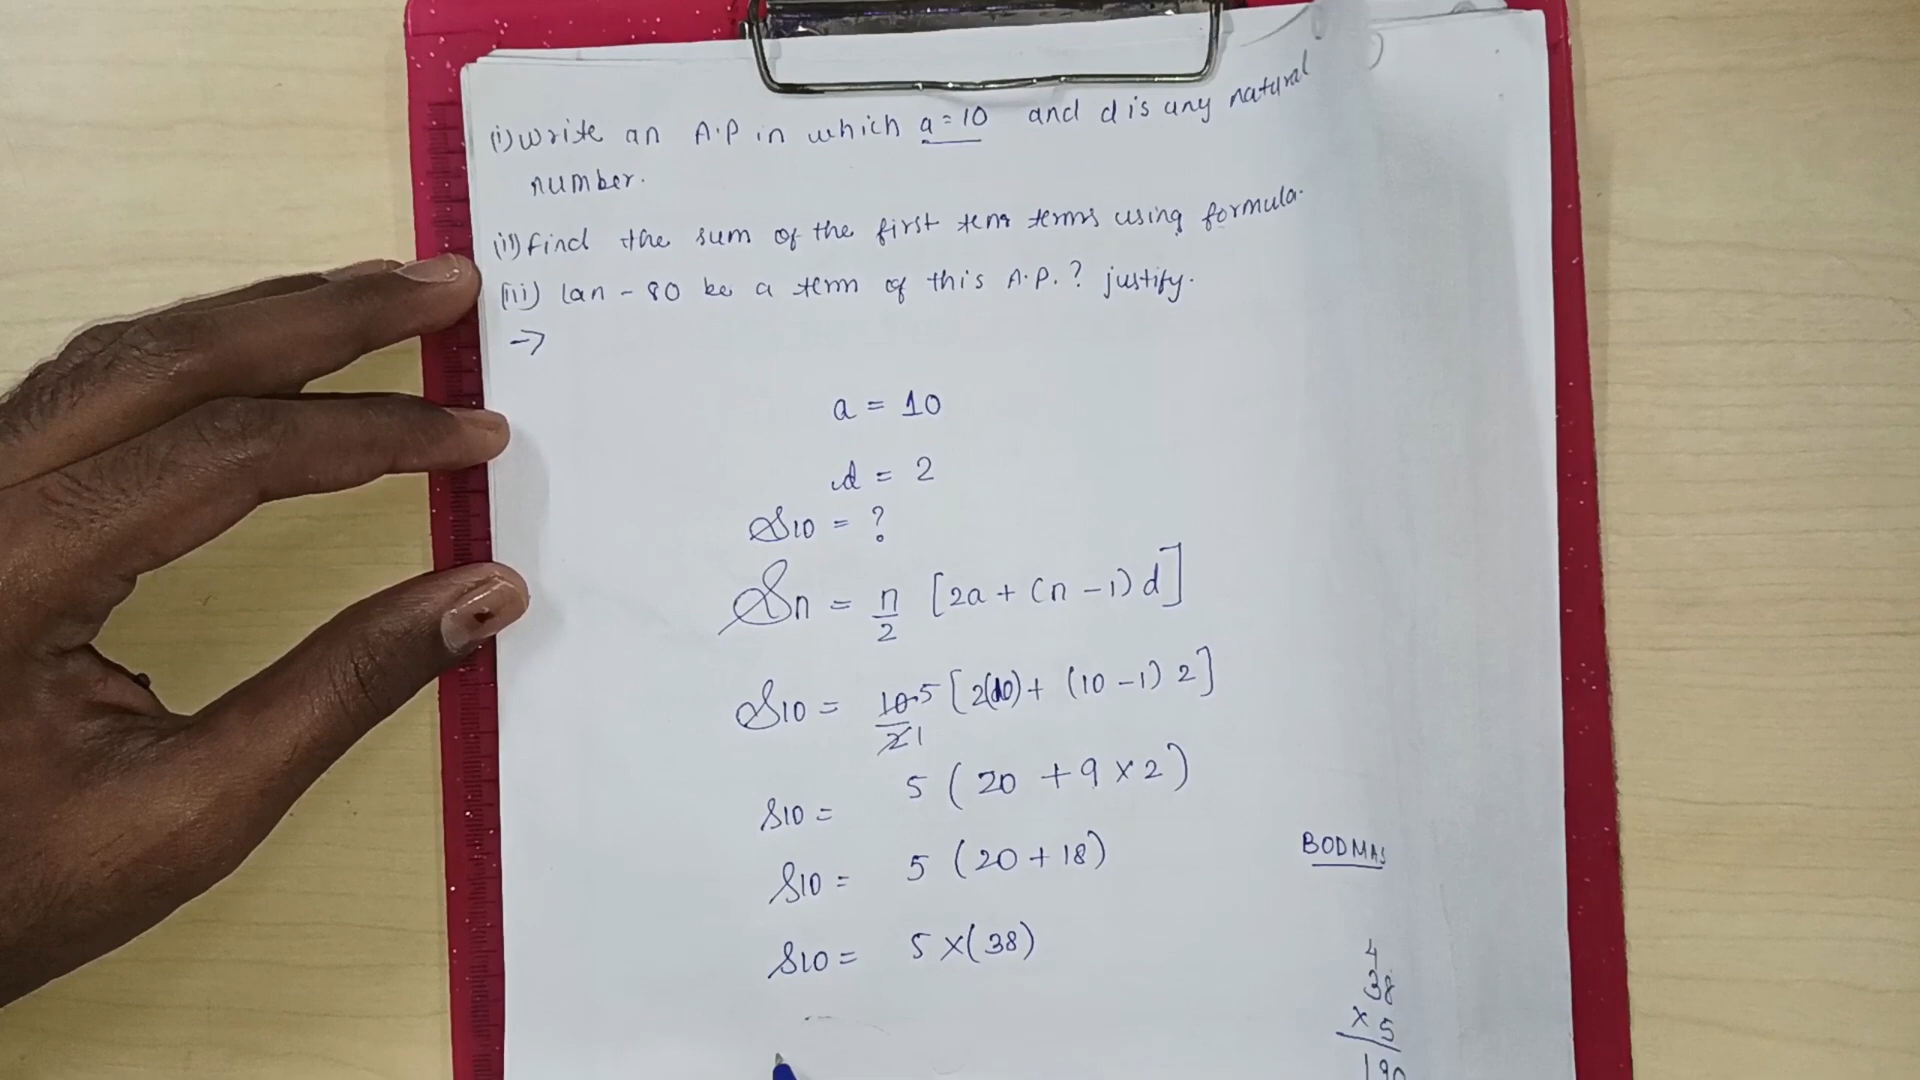 (i) write an A.P in which a = 10 and d is any natural
number.
(ii) find the sum of the first ten terms using formula.
(iii) can - 80 be a term of this A.P.? justify.
→
a = 10
d = 2
S10 = ?
Sn = n/2 [2a + (n - 1) d]
S10 = 10/2 5/1 [2(10) + (10 - 1) 2]
S10 = 5 ( 20 + 9 × 2 )
S10 = 5 (20 + 18)
S10 = 5 × (38)
BODMAS
4
38
× 5
190